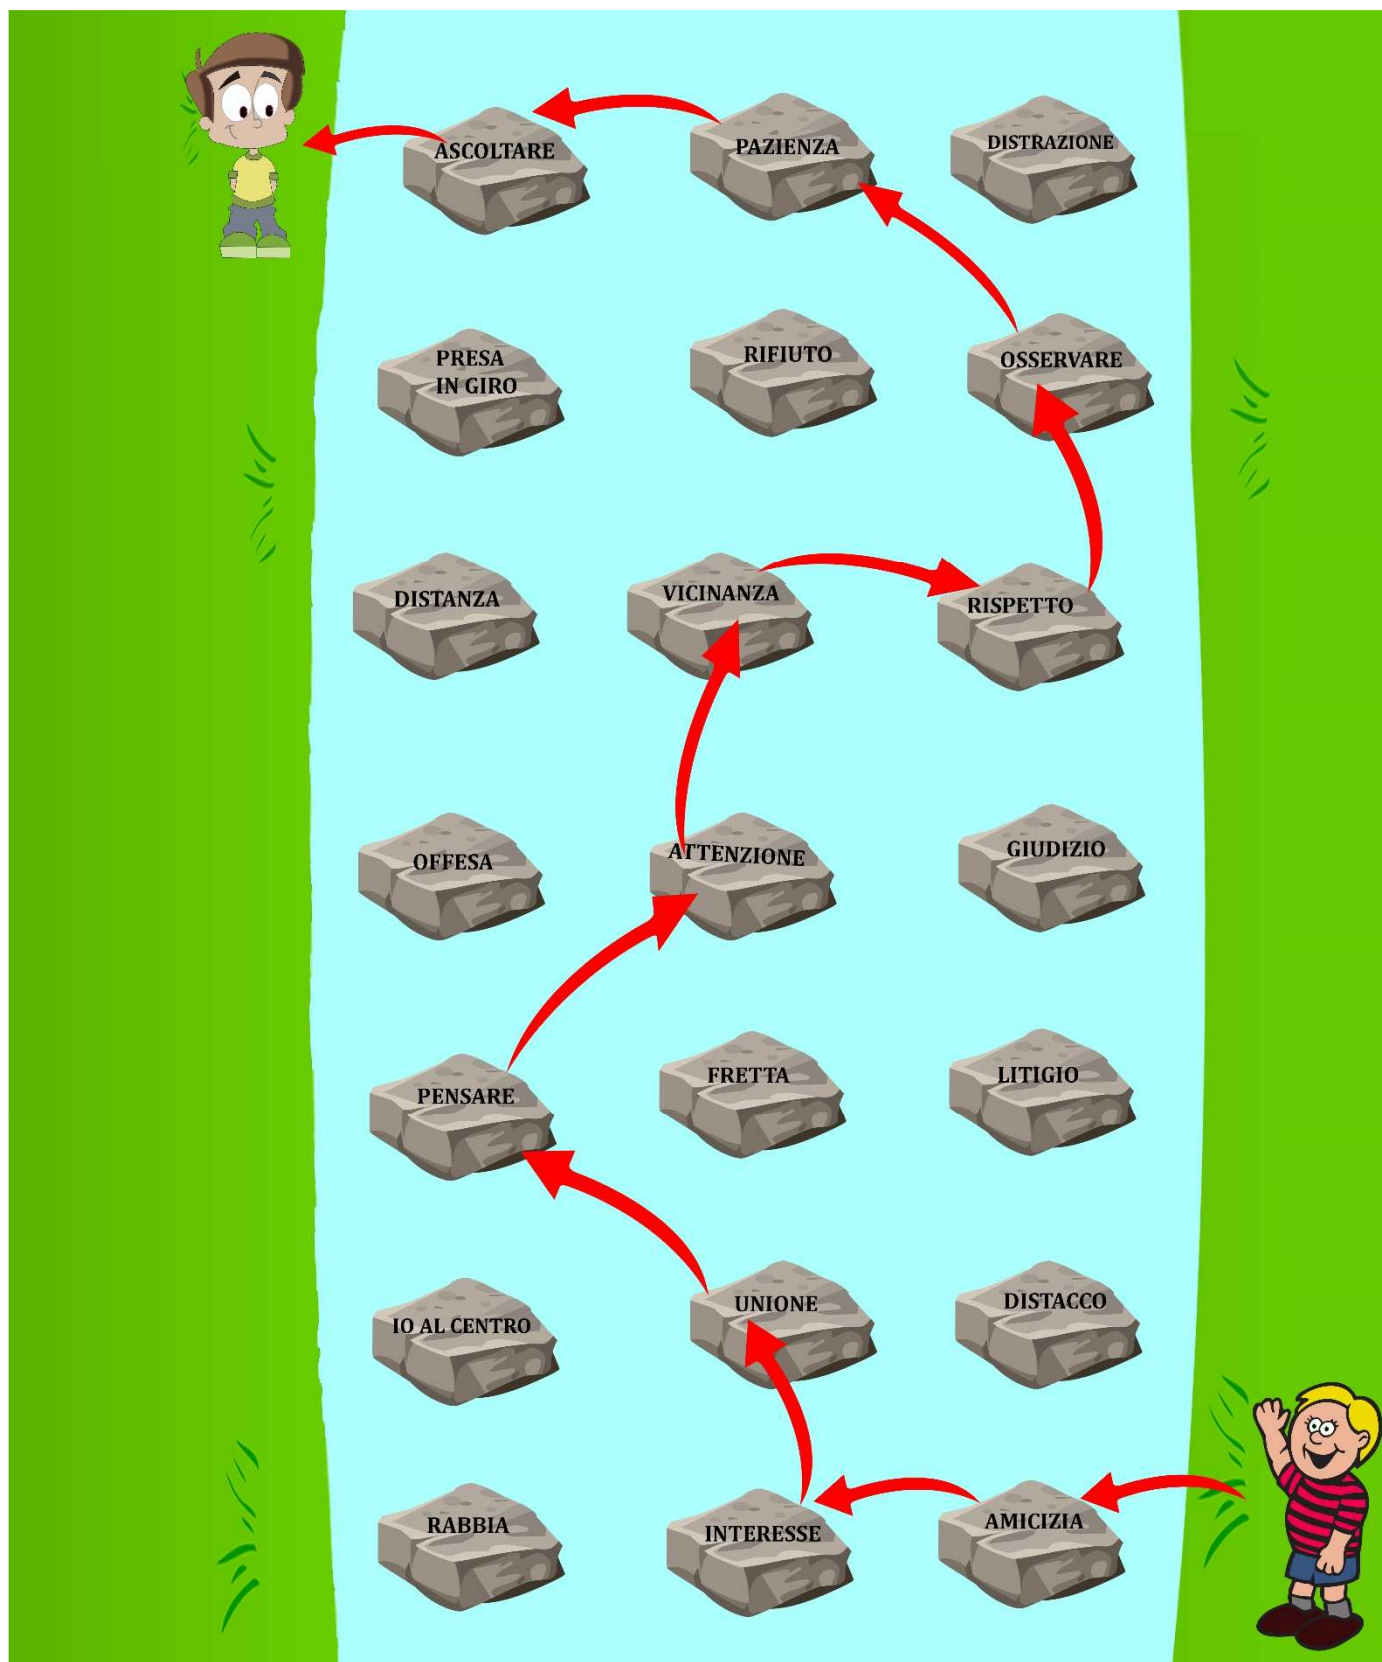 ASCOLTARE
PAZIENZA
DISTRAZIONE
PRESA
IN GIRO
RIFIUTO
OSSERVARE
DISTANZA
VICINANZA
RISPETTO
OFFESA
ATTENZIONE
GIUDIZIO
PENSARE
FRETTA
LITIGIO
IO AL CENTRO
UNIONE
DISTACCO
RABBIA
INTERESSE
AMICIZIA